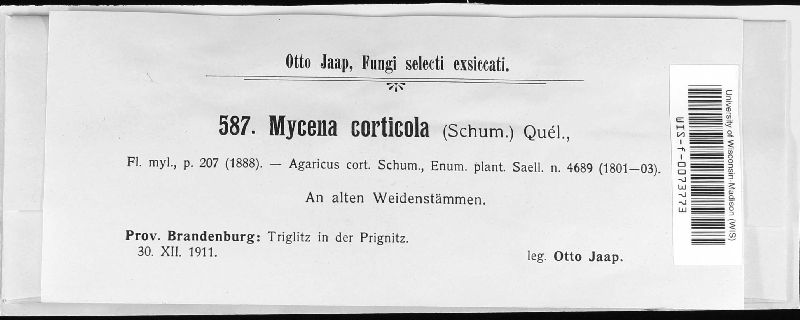 Otto Jaap, Fungi selecti exsiccati.
587. Mycena corticola (Schum.) Quél.,
Fl. myl., p. 207 (1888). — Agaricus cort. Schum., Enum. plant. Saell. n. 4689 (1801—03).
An alten Weidenstämmen.
Prov. Brandenburg: Triglitz in der Prignitz.
30. XII. 1911.
leg. Otto Jaap.
University of Wisconsin Madison (WIS)
WIS-f-0073773